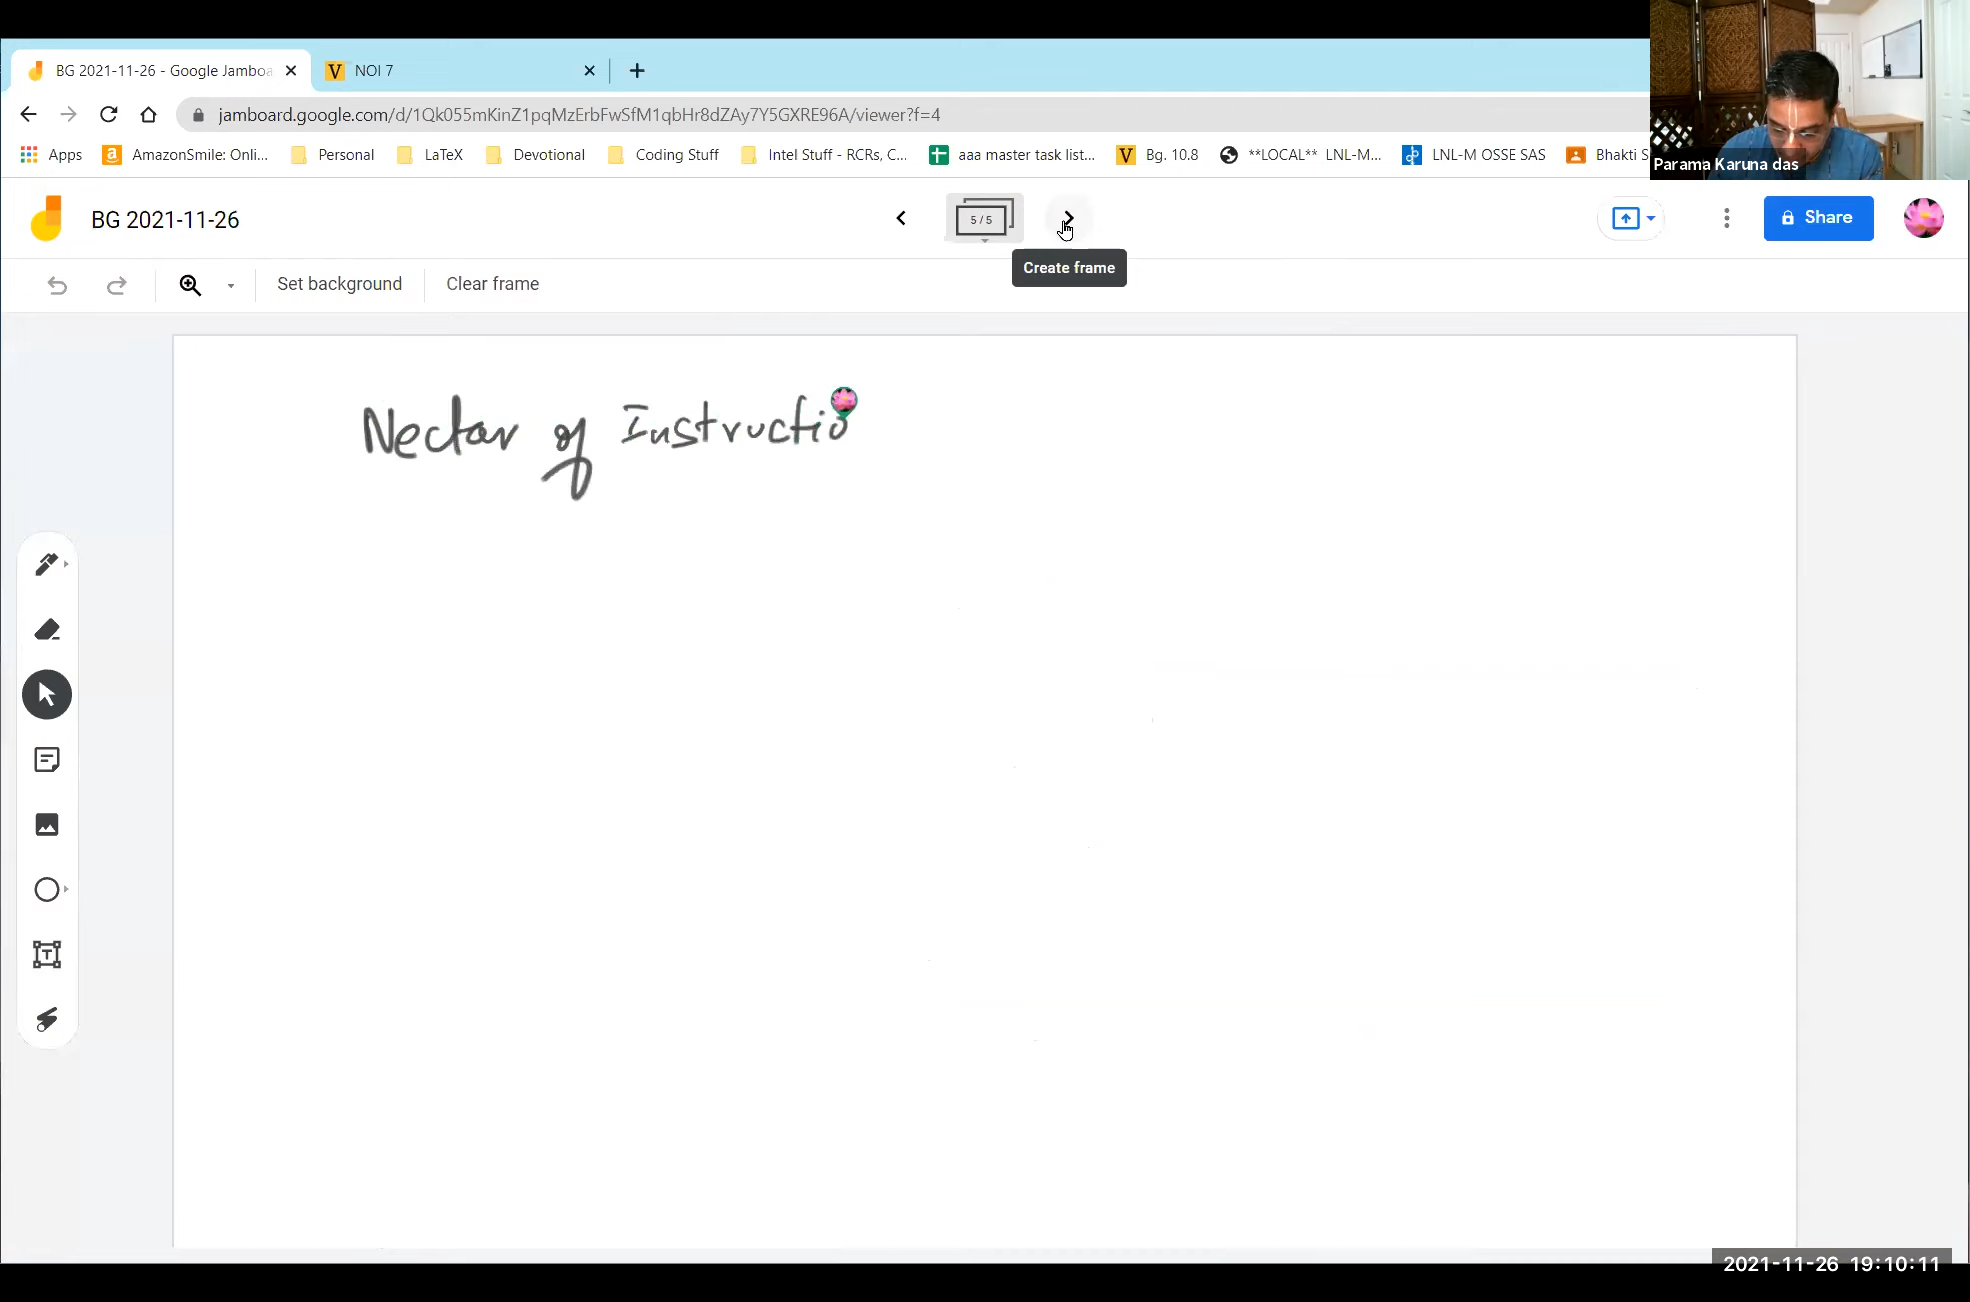 BG 2021-11-26 - Google Jamboa
NOI 7
jamboard.google.com/d/1Qk055mKinZ1pqMzErbFwSfM1qbHr8dZAy7Y5GXRE96A/viewer?f=4
Apps AmazonSmile: Onli... Personal LaTeX Devotional Coding Stuff Intel Stuff - RCRs, C... aaa master task list... Bg. 10.8 **LOCAL** LNL-M... LNL-M OSSE SAS Bhakti S
Parama Karuna das
BG 2021-11-26
5 / 5
Share
Create frame
Set background Clear frame
Nectar of Instructio
2021-11-26 19:10:11